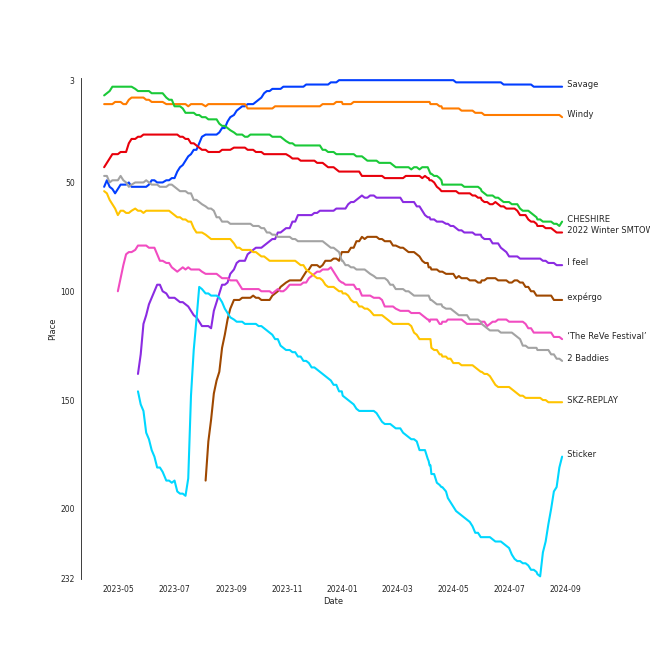 3
50
100
150
200
232
Place
2023-05
2023-07
2023-09
2023-11
2024-01
2024-03
2024-05
2024-07
2024-09
Date
Savage
Windy
CHESHIRE
2022 Winter SMTOW
I feel
expérgo
‘The ReVe Festival’
2 Baddies
SKZ-REPLAY
Sticker